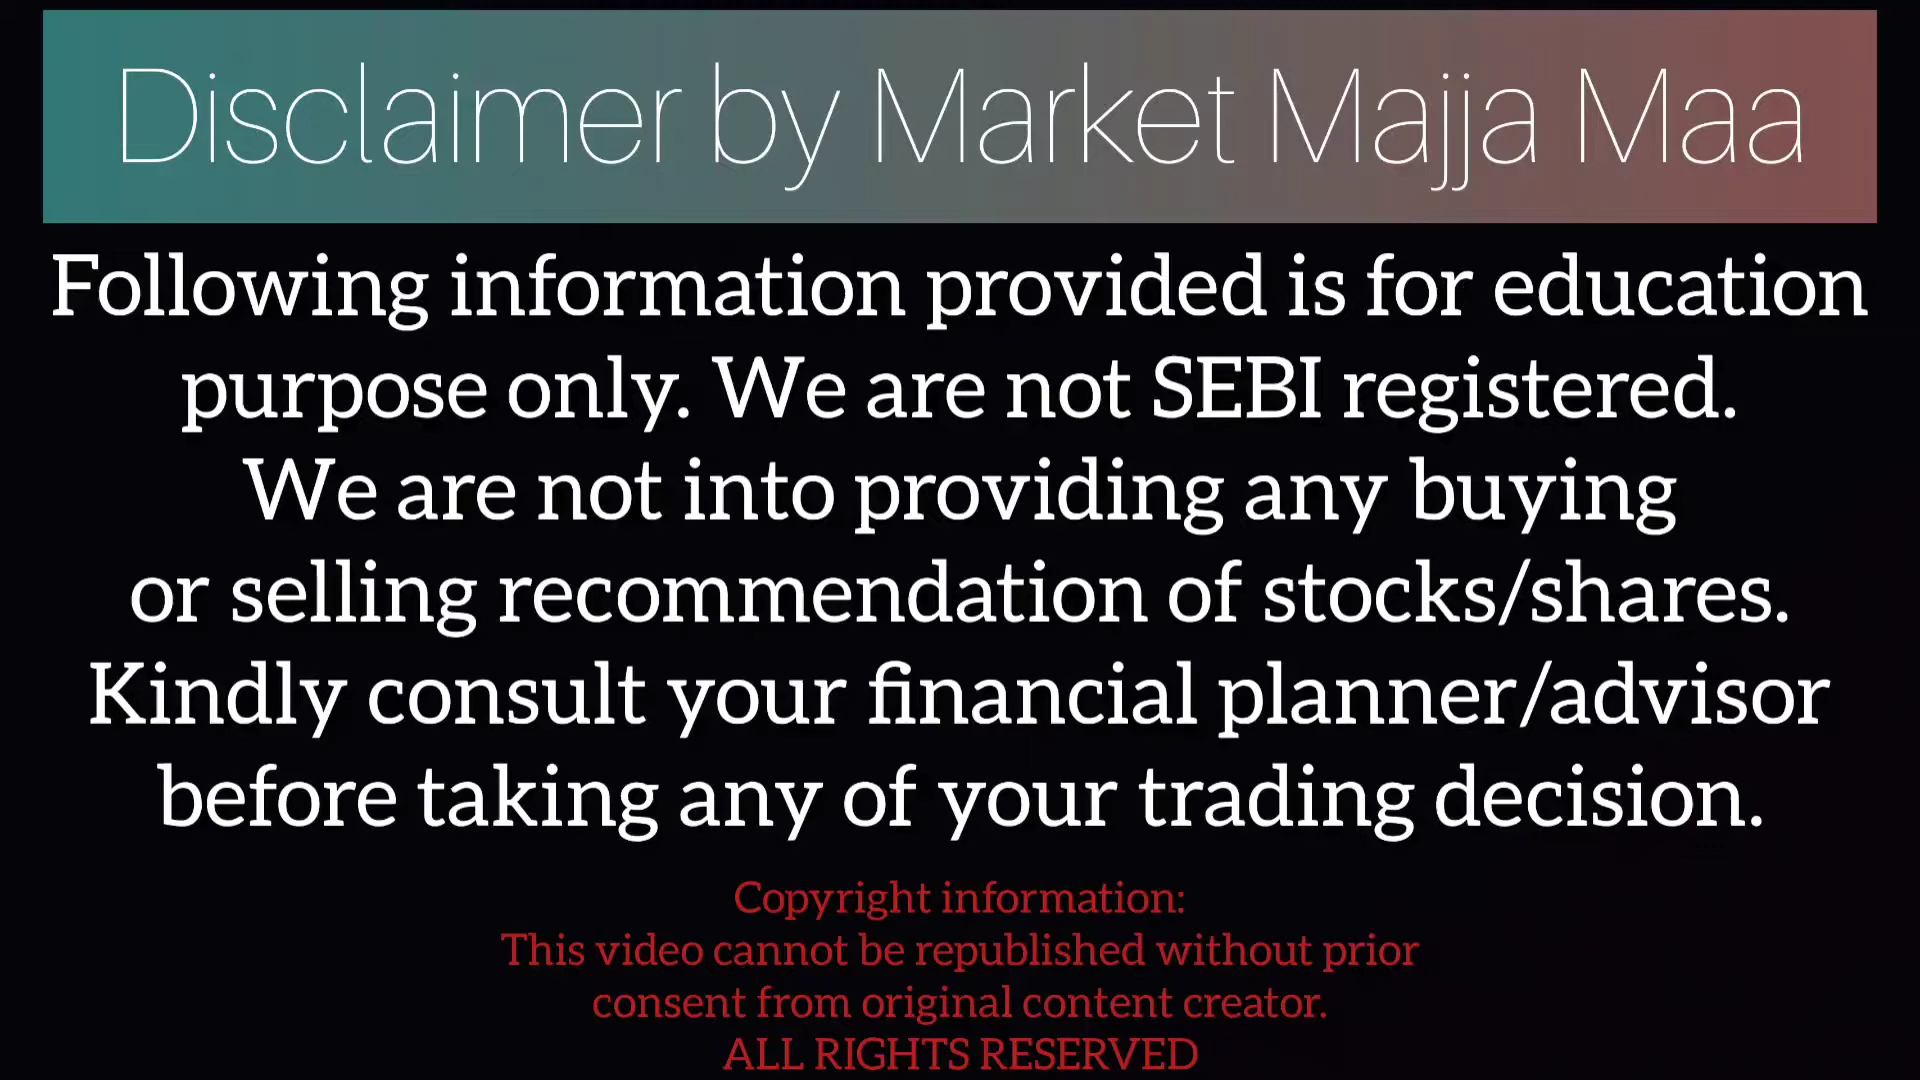 Disclaimer by Market Majja Maa
Following information provided is for education
purpose only. We are not SEBI registered.
We are not into providing any buying
or selling recommendation of stocks/shares.
Kindly consult your financial planner/advisor
before taking any of your trading decision.
Copyright information:
This video cannot be republished without prior
consent from original content creator.
ALL RIGHTS RESERVED